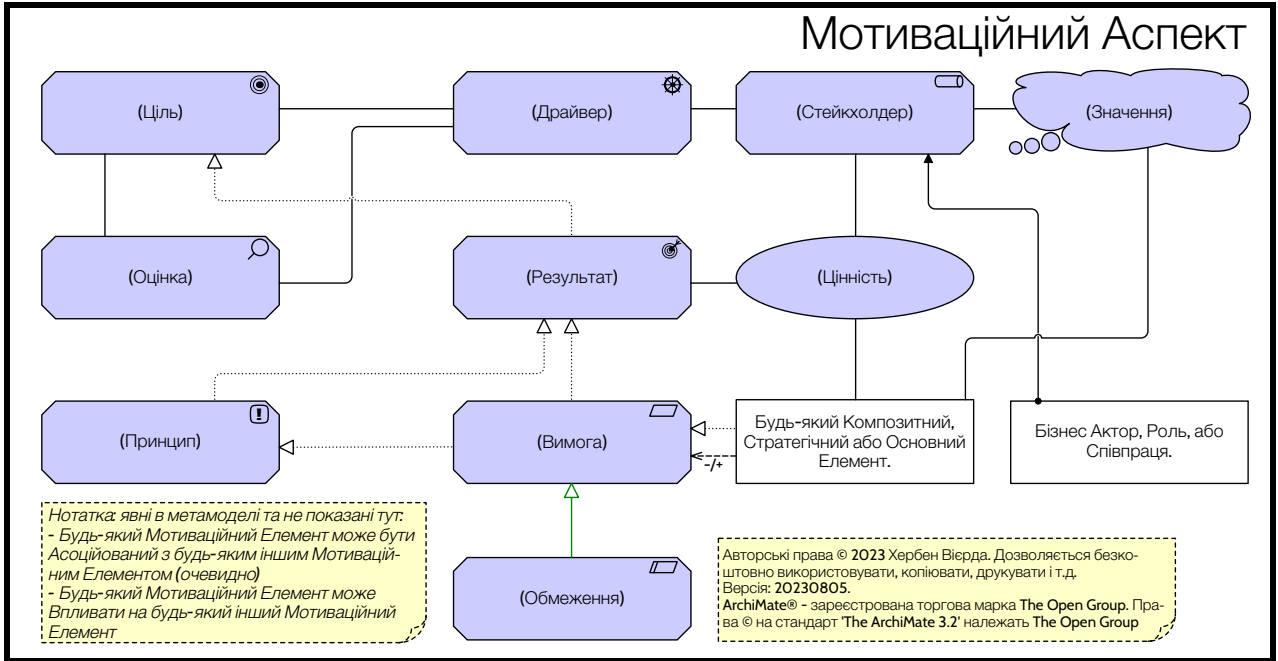 Мотиваційний Аспект
(Ціль)
(Драйвер)
(Стейкхолдер)
(Значення)
(Оцінка)
(Результат)
(Цінність)
(Принцип)
(Вимога)
Будь-який Композитний,
Стратегічний або Основний
Елемент.
-/+
Бізнес Актор, Роль, або
Співпраця.
Нотатка: явні в метамоделі та не показані тут:
- Будь-який Мотиваційний Елемент може бути
Асоційований з будь-яким іншим Мотивацій-
ним Елементом (очевидно)
- Будь-який Мотиваційний Елемент може
Впливати на будь-який інший Мотиваційний
Елемент
(Обмеження)
Авторські права © 2023 Хербен Вієрда. Дозволяється безко-
штовно використовувати, копіювати, друкувати і т.д.
Версія: 20230805.
ArchiMate® - зареєстрована торгова марка The Open Group. Пра-
ва © на стандарт 'The ArchiMate 3.2' належать The Open Group